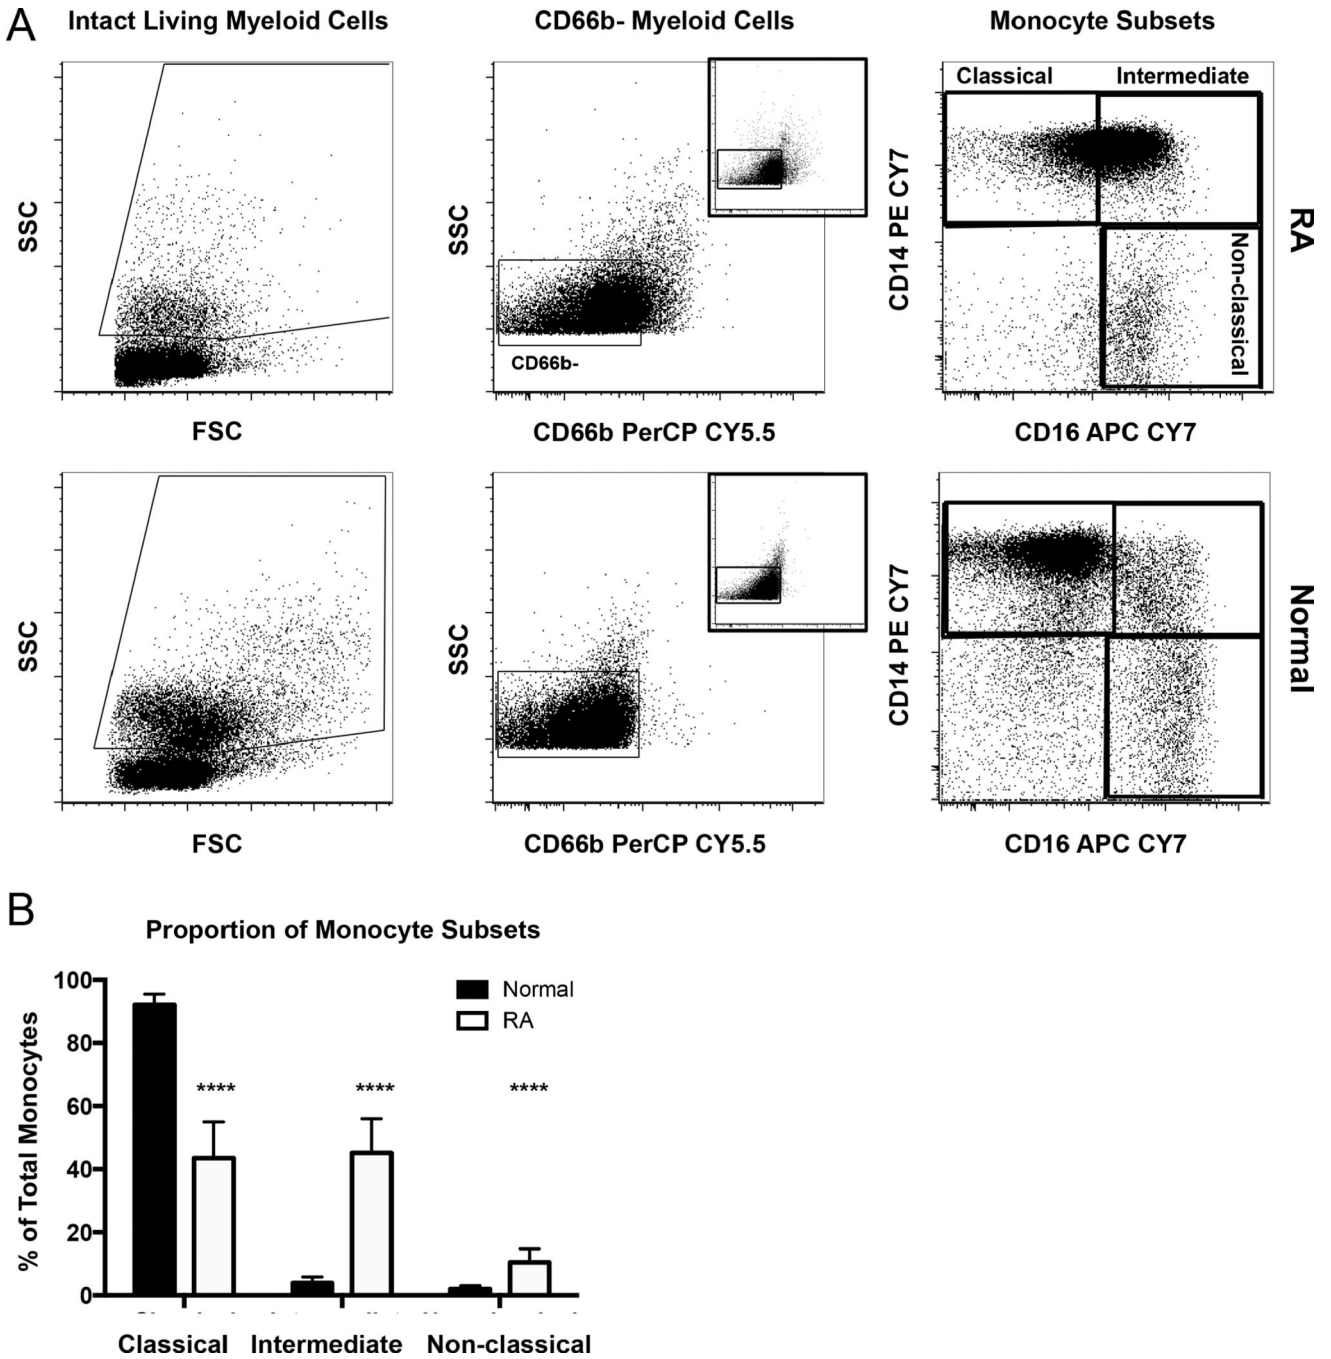 A
Intact Living Myeloid Cells
CD66b- Myeloid Cells
Monocyte Subsets
SSC
FSC
SSC
CD66b-
CD66b PerCP CY5.5
CD14 PE CY7
Classical
Intermediate
Non-classical
CD16 APC CY7
RA
SSC
FSC
SSC
CD66b PerCP CY5.5
CD14 PE CY7
CD16 APC CY7
Normal
B
Proportion of Monocyte Subsets
% of Total Monocytes
100
80
60
40
20
0
Normal
RA
****
****
****
Classical
Intermediate
Non-classical